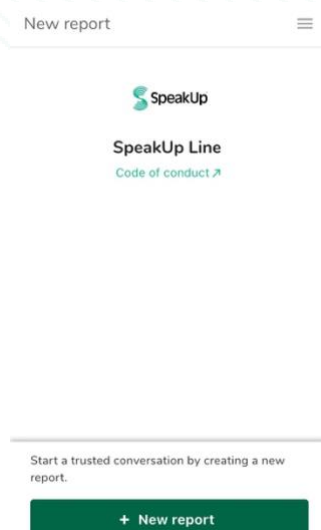 New report
SpeakUp
SpeakUp Line
Code of conduct ↗
Start a trusted conversation by creating a new
report.
+ New report